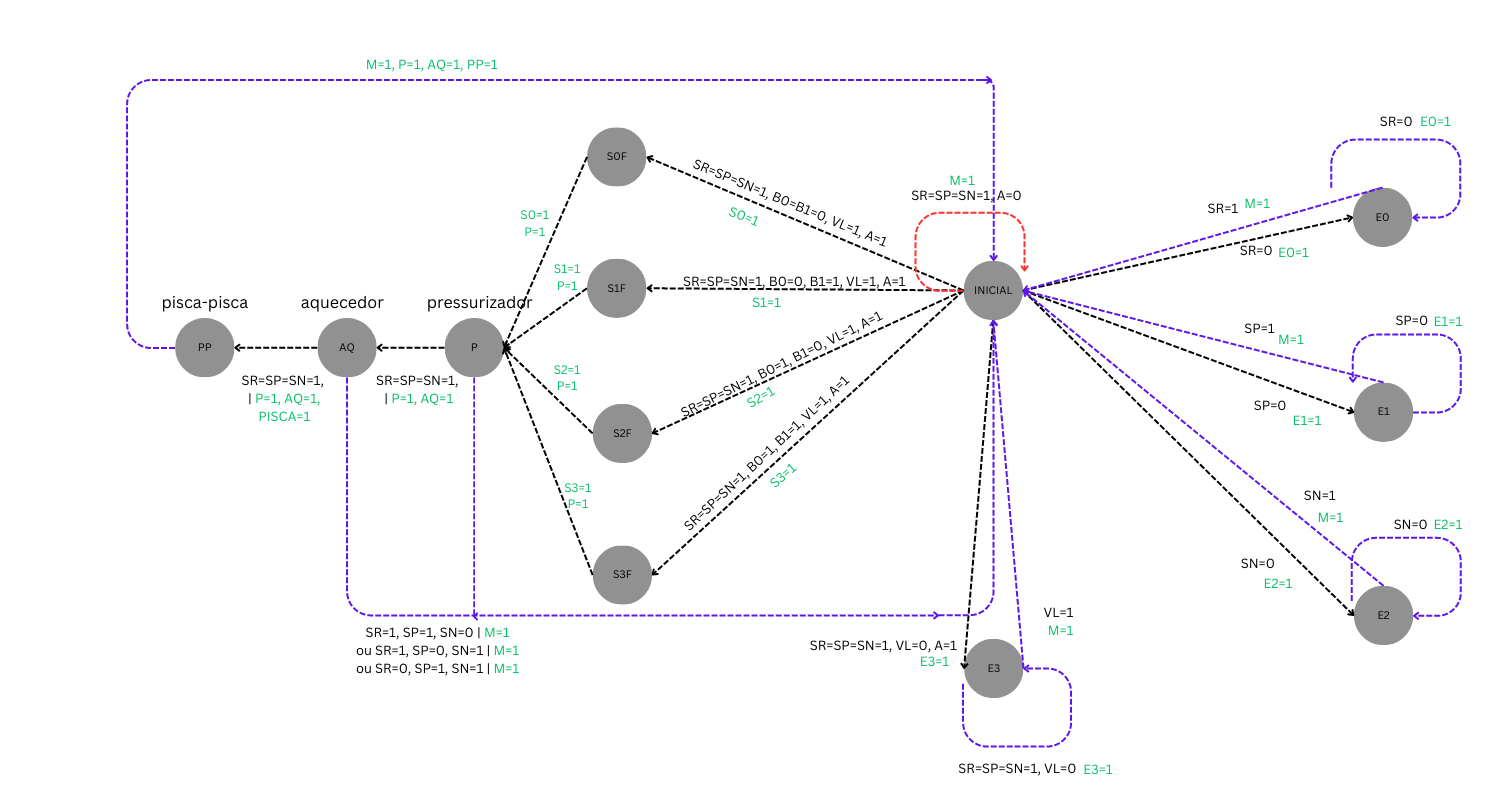 M=1, P=1, AQ=1, PP=1
SR=0 E0=1
S0F
SR=SP=SN=1, B0=B1=0, VL=1, A=1
S0=1
M=1
SR=SP=SN=1, A=0
S0=1
P=1
SR=1 M=1
E0
SR=0 E0=1
S1=1
P=1
S1F
SR=SP=SN=1, B0=0, B1=1, VL=1, A=1
S1=1
INICIAL
pisca-pisca
aquecedor
pressurizador
PP
AQ
P
SP=0 E1=1
SP=1
M=1
SR=SP=SN=1,
| P=1, AQ=1,
PISCA=1
SR=SP=SN=1,
| P=1, AQ=1
S2=1
P=1
SR=SP=SN=1, B0=1, B1=0, VL=1, A=1
S2=1
SP=0
E1=1
E1
S2F
SR=SP=SN=1, B0=1, B1=1, VL=1, A=1
S3=1
S3=1
P=1
SN=1
M=1
SN=0 E2=1
S3F
SN=0
E2=1
E2
SR=1, SP=1, SN=0 | M=1
ou SR=1, SP=0, SN=1 | M=1
ou SR=0, SP=1, SN=1 | M=1
VL=1
M=1
SR=SP=SN=1, VL=0, A=1
E3=1
E3
SR=SP=SN=1, VL=0 E3=1